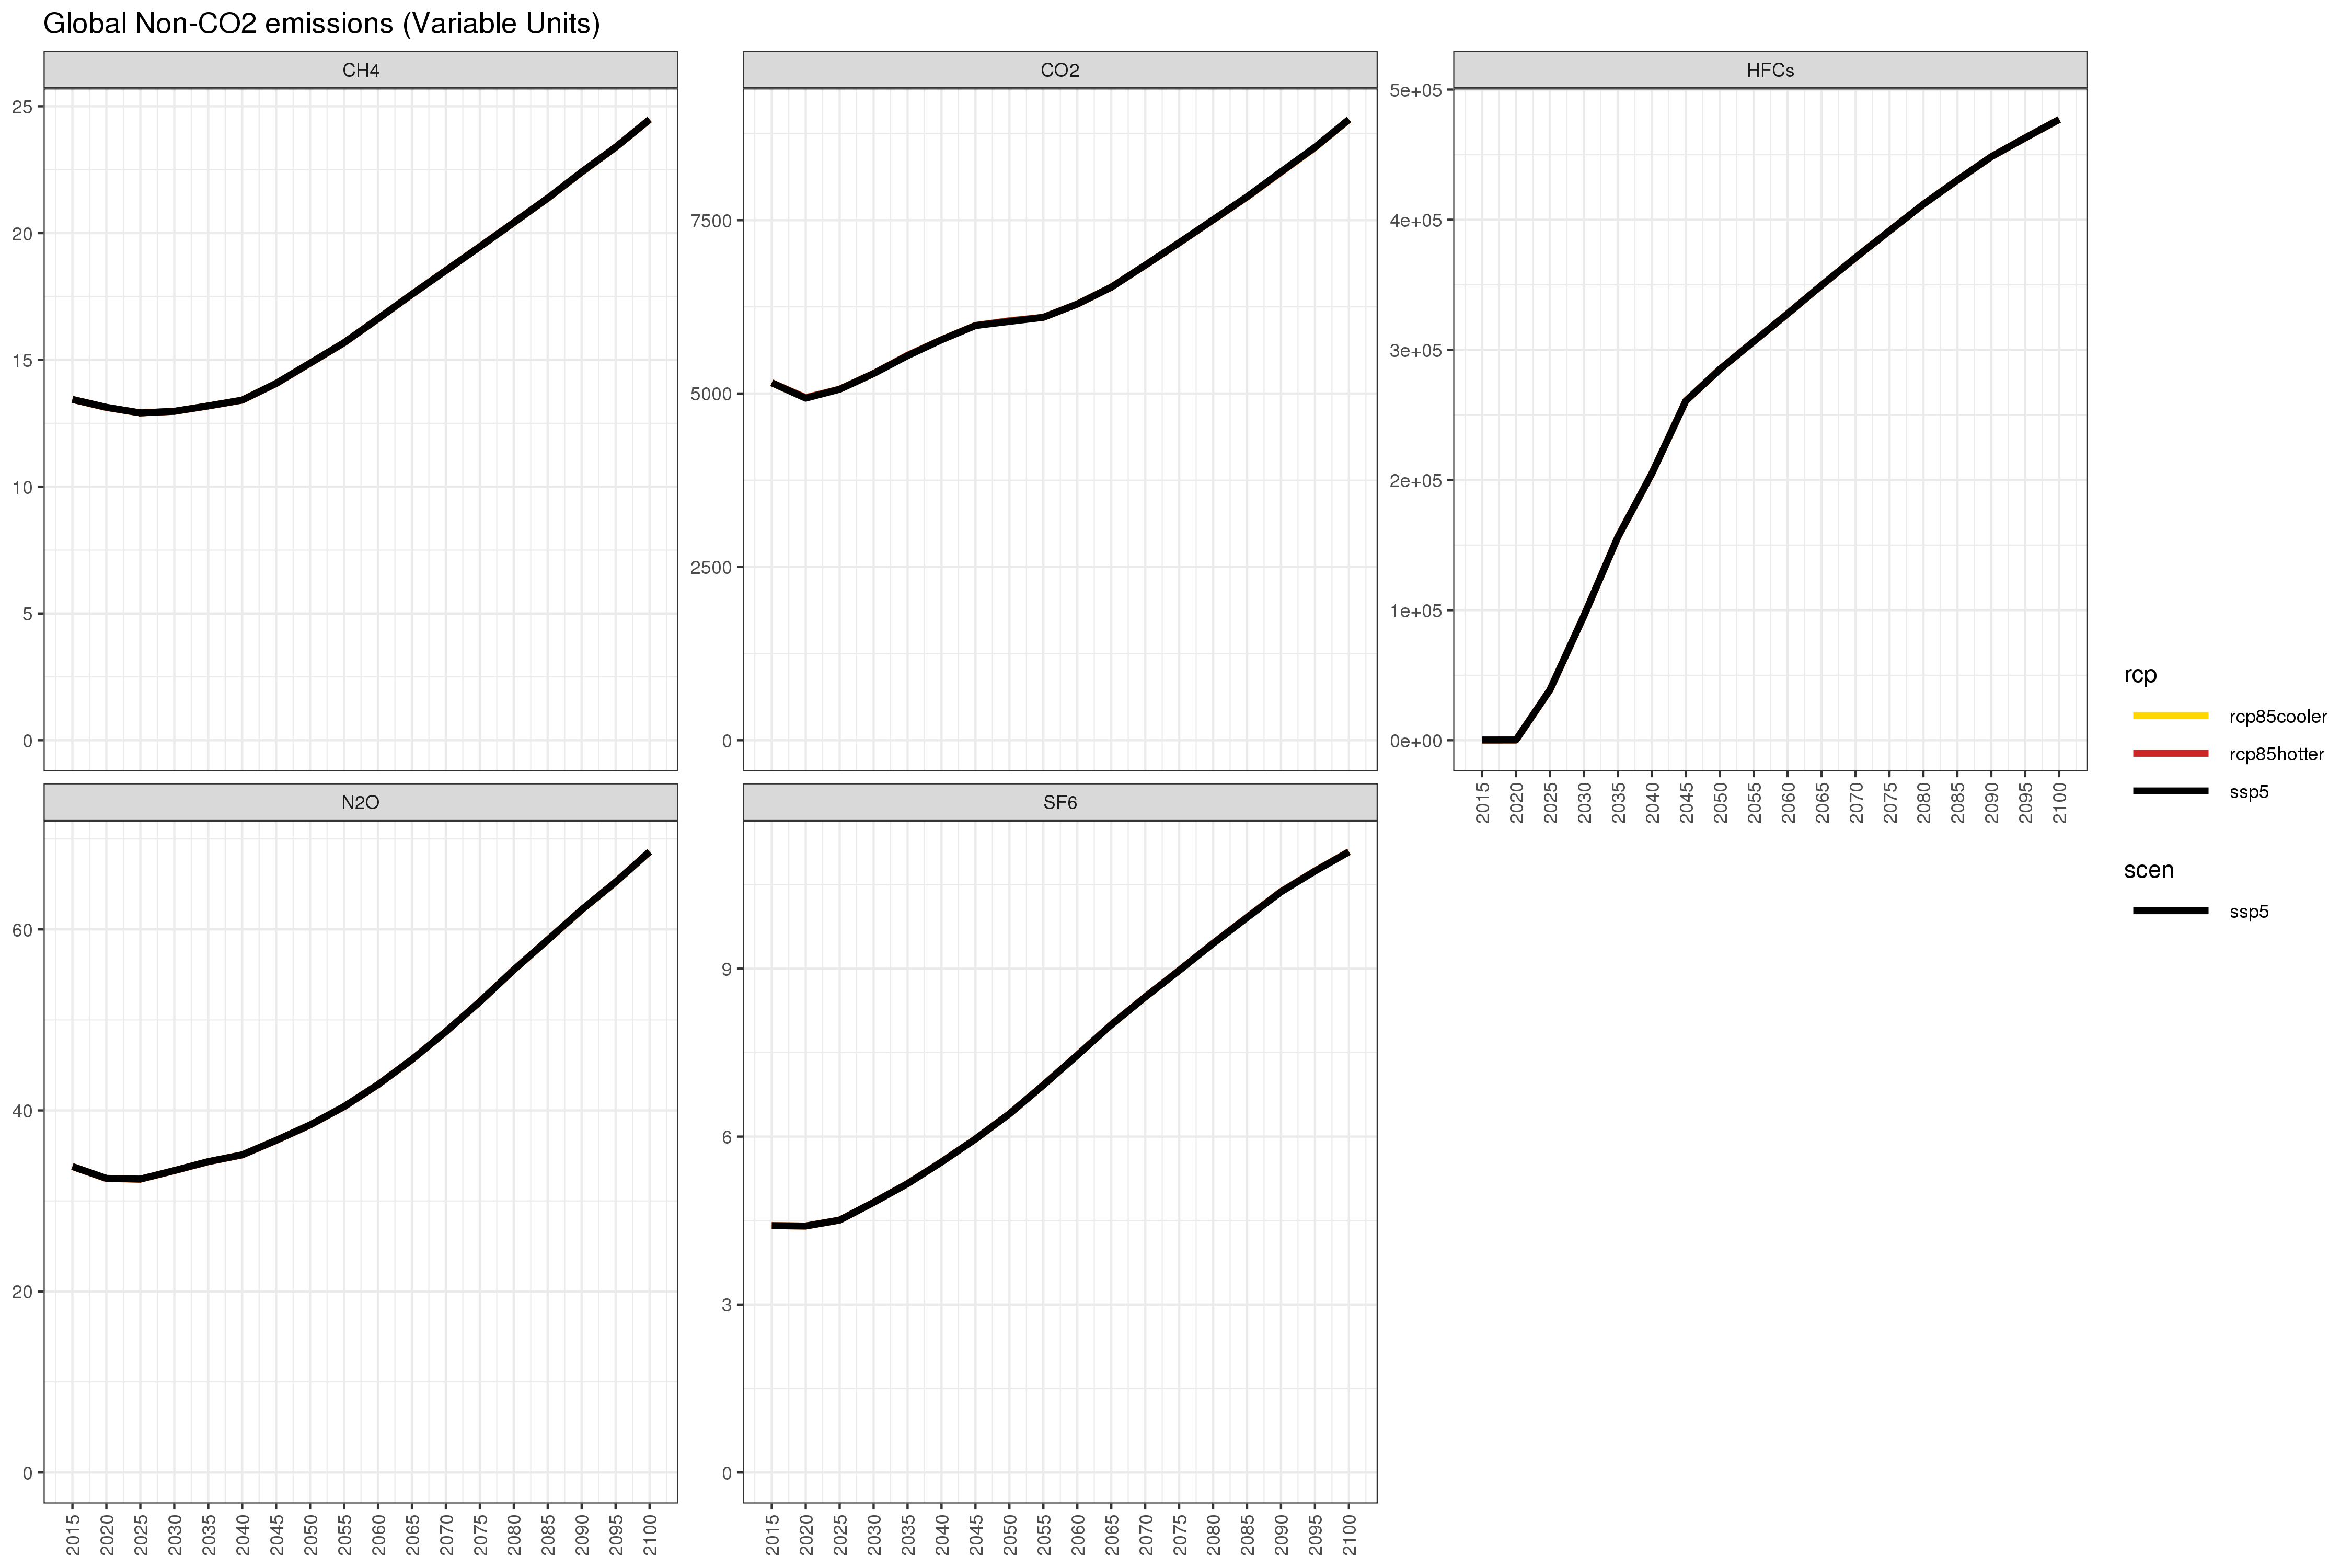 Global Non-CO2 emissions (Variable Units)
CH4
CO2
HFCs
25
20
15
10
5
0
7500
5000
2500
0
5e+05
4e+05
3e+05
2e+05
1e+05
0e+00
2015 2020 2025 2030 2035 2040 2045 2050 2055 2060 2065 2070 2075 2080 2085 2090 2095 2100
N2O
SF6
60
40
20
0
9
6
3
0
2015 2020 2025 2030 2035 2040 2045 2050 2055 2060 2065 2070 2075 2080 2085 2090 2095 2100
2015 2020 2025 2030 2035 2040 2045 2050 2055 2060 2065 2070 2075 2080 2085 2090 2095 2100
rcp
rcp85cooler
rcp85hotter
ssp5
scen
ssp5